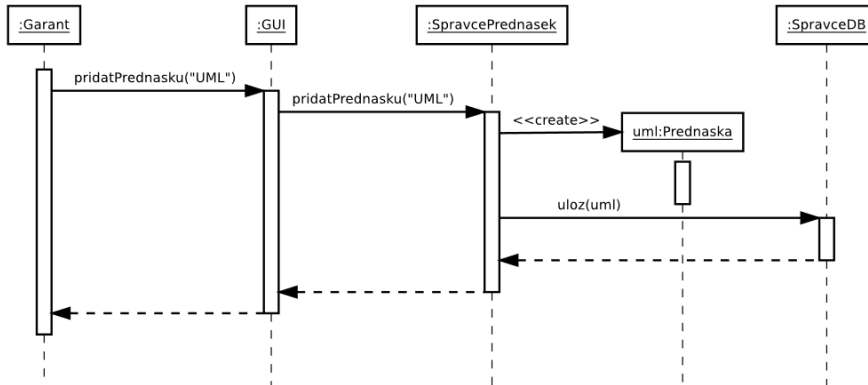 :Garant
:GUI
:SpravcePrednasek
:SpravceDB
pridatPrednasku("UML")
pridatPrednasku("UML")
<<create>>
uml:Prednaska
uloz(uml)